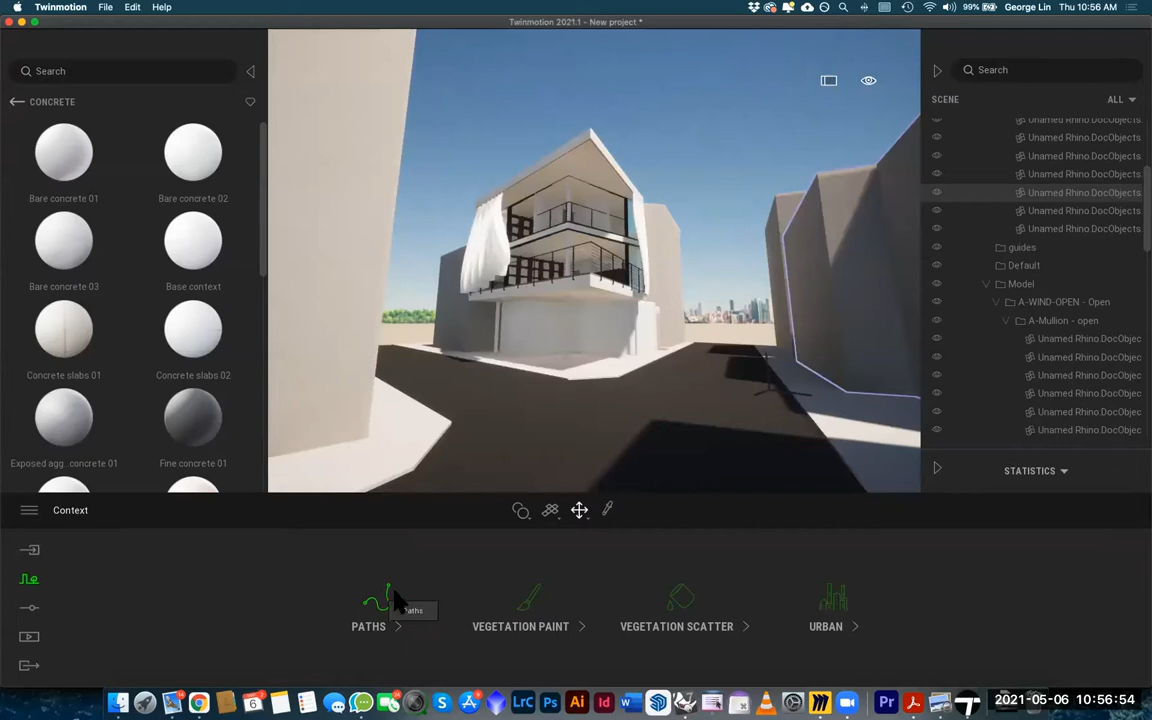 Twinmotion File Edit Help
99% George Lin Thu 10:56 AM
Twinmotion 2021.1 - New project *
Search
CONCRETE
Bare concrete 01
Bare concrete 02
Bare concrete 03
Base context
Concrete slabs 01
Concrete slabs 02
Exposed agg. concrete 01
Fine concrete 01
Search
SCENE
ALL
Unamed Rhino.DocObjects.
Unamed Rhino.DocObjects.
Unamed Rhino.DocObjects.
Unamed Rhino.DocObjects.
Unamed Rhino.DocObjects.
Unamed Rhino.DocObjects.
Unamed Rhino.DocObjects.
guides
Default
Model
A-WIND-OPEN - Open
A-Mullion - open
Unamed Rhino.DocObjec
Unamed Rhino.DocObjec
Unamed Rhino.DocObjec
Unamed Rhino.DocObjec
Unamed Rhino.DocObjec
Unamed Rhino.DocObjec
STATISTICS
Context
PATHS
VEGETATION PAINT
VEGETATION SCATTER
URBAN
LrC
Ps
Ai
Id
Pr
2021-05-06 10:56:54